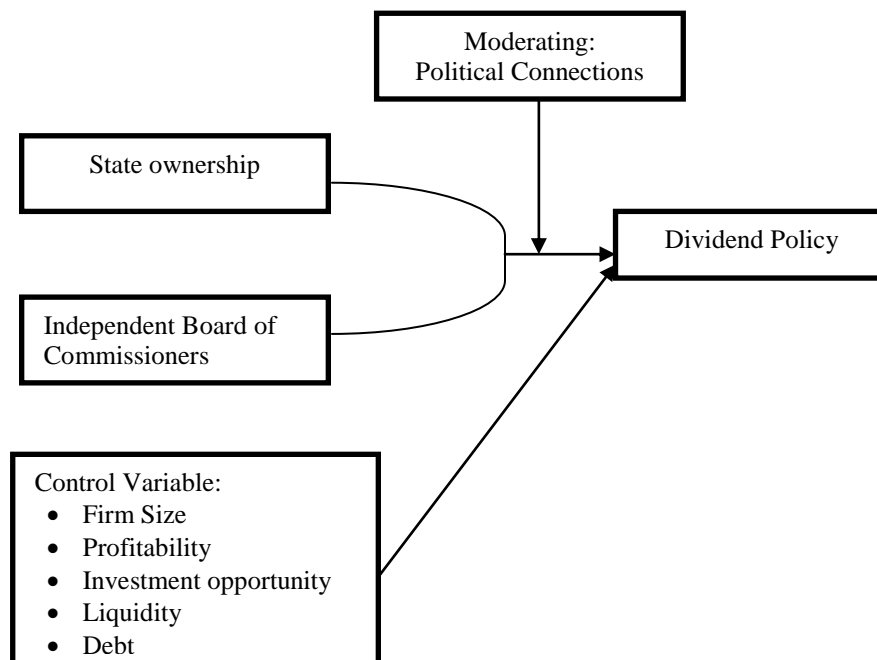 Moderating:
Political Connections
State ownership
Dividend Policy
Independent Board of
Commissioners
Control Variable:
• Firm Size
• Profitability
• Investment opportunity
• Liquidity
• Debt